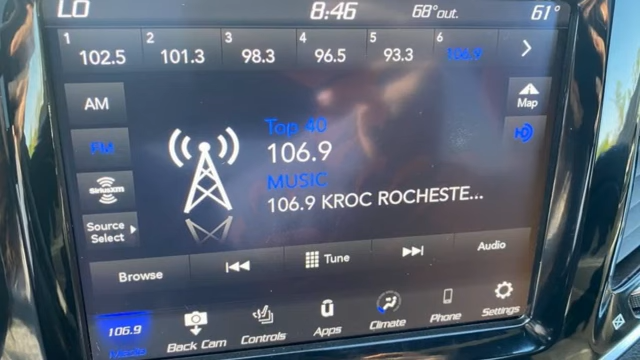 LO 8:46 68°out. 61°
1 2 3 4 5 6
102.5 101.3 98.3 96.5 93.3 106.9
AM
Map
FM
HD
Top 40
106.9
MUSIC
106.9 KROC ROCHESTE...
SiriusXM
Source
Select
Browse Tune Audio
106.9
Radio Back Cam Controls Apps Climate Phone Settings